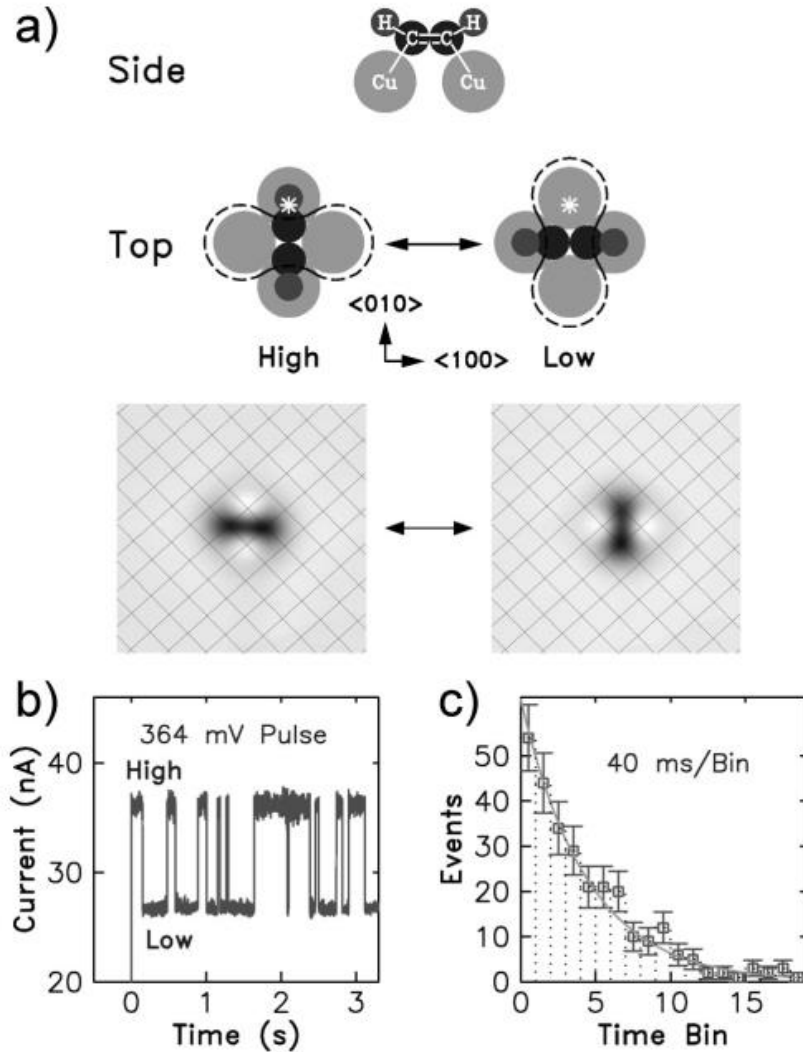 a)
Side
H H
C C
Cu Cu
Top
<010>
High <100> Low
b)
364 mV Pulse
High
Low
Current (nA)
40
30
20
0 1 2 3
Time (s)
c)
40 ms/Bin
Events
50
40
30
20
10
0
0 5 10 15
Time Bin